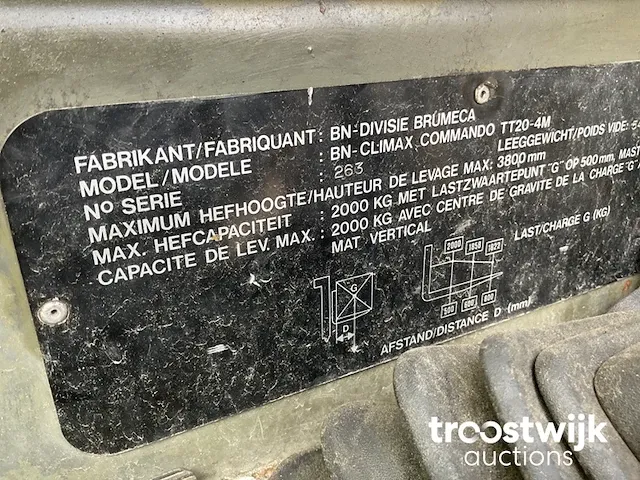 FABRIKANT/FABRIQUANT: BN-DIVISIE BRUMECA
MODEL/MODELE : BN-CLIMAX COMMANDO TT20-4M
Nº SERIE : 263 LEEGGEWICHT/POIDS VIDE:
MAXIMUM HEFHOOGTE/HAUTEUR DE LEVAGE MAX: 3800 mm
MAX. HEFCAPACITEIT : 2000 KG MET LASTZWAARTEPUNT "G" OP 500 mm, MAST
CAPACITE DE LEV. MAX. : 2000 KG AVEC CENTRE DE GRAVITE DE LA CHARGE "G"
MAT VERTICAL
LAST/CHARGE G (KG)
2000 1850
G
D
500 600 800
AFSTAND/DISTANCE D (mm)
troostwijk
auctions